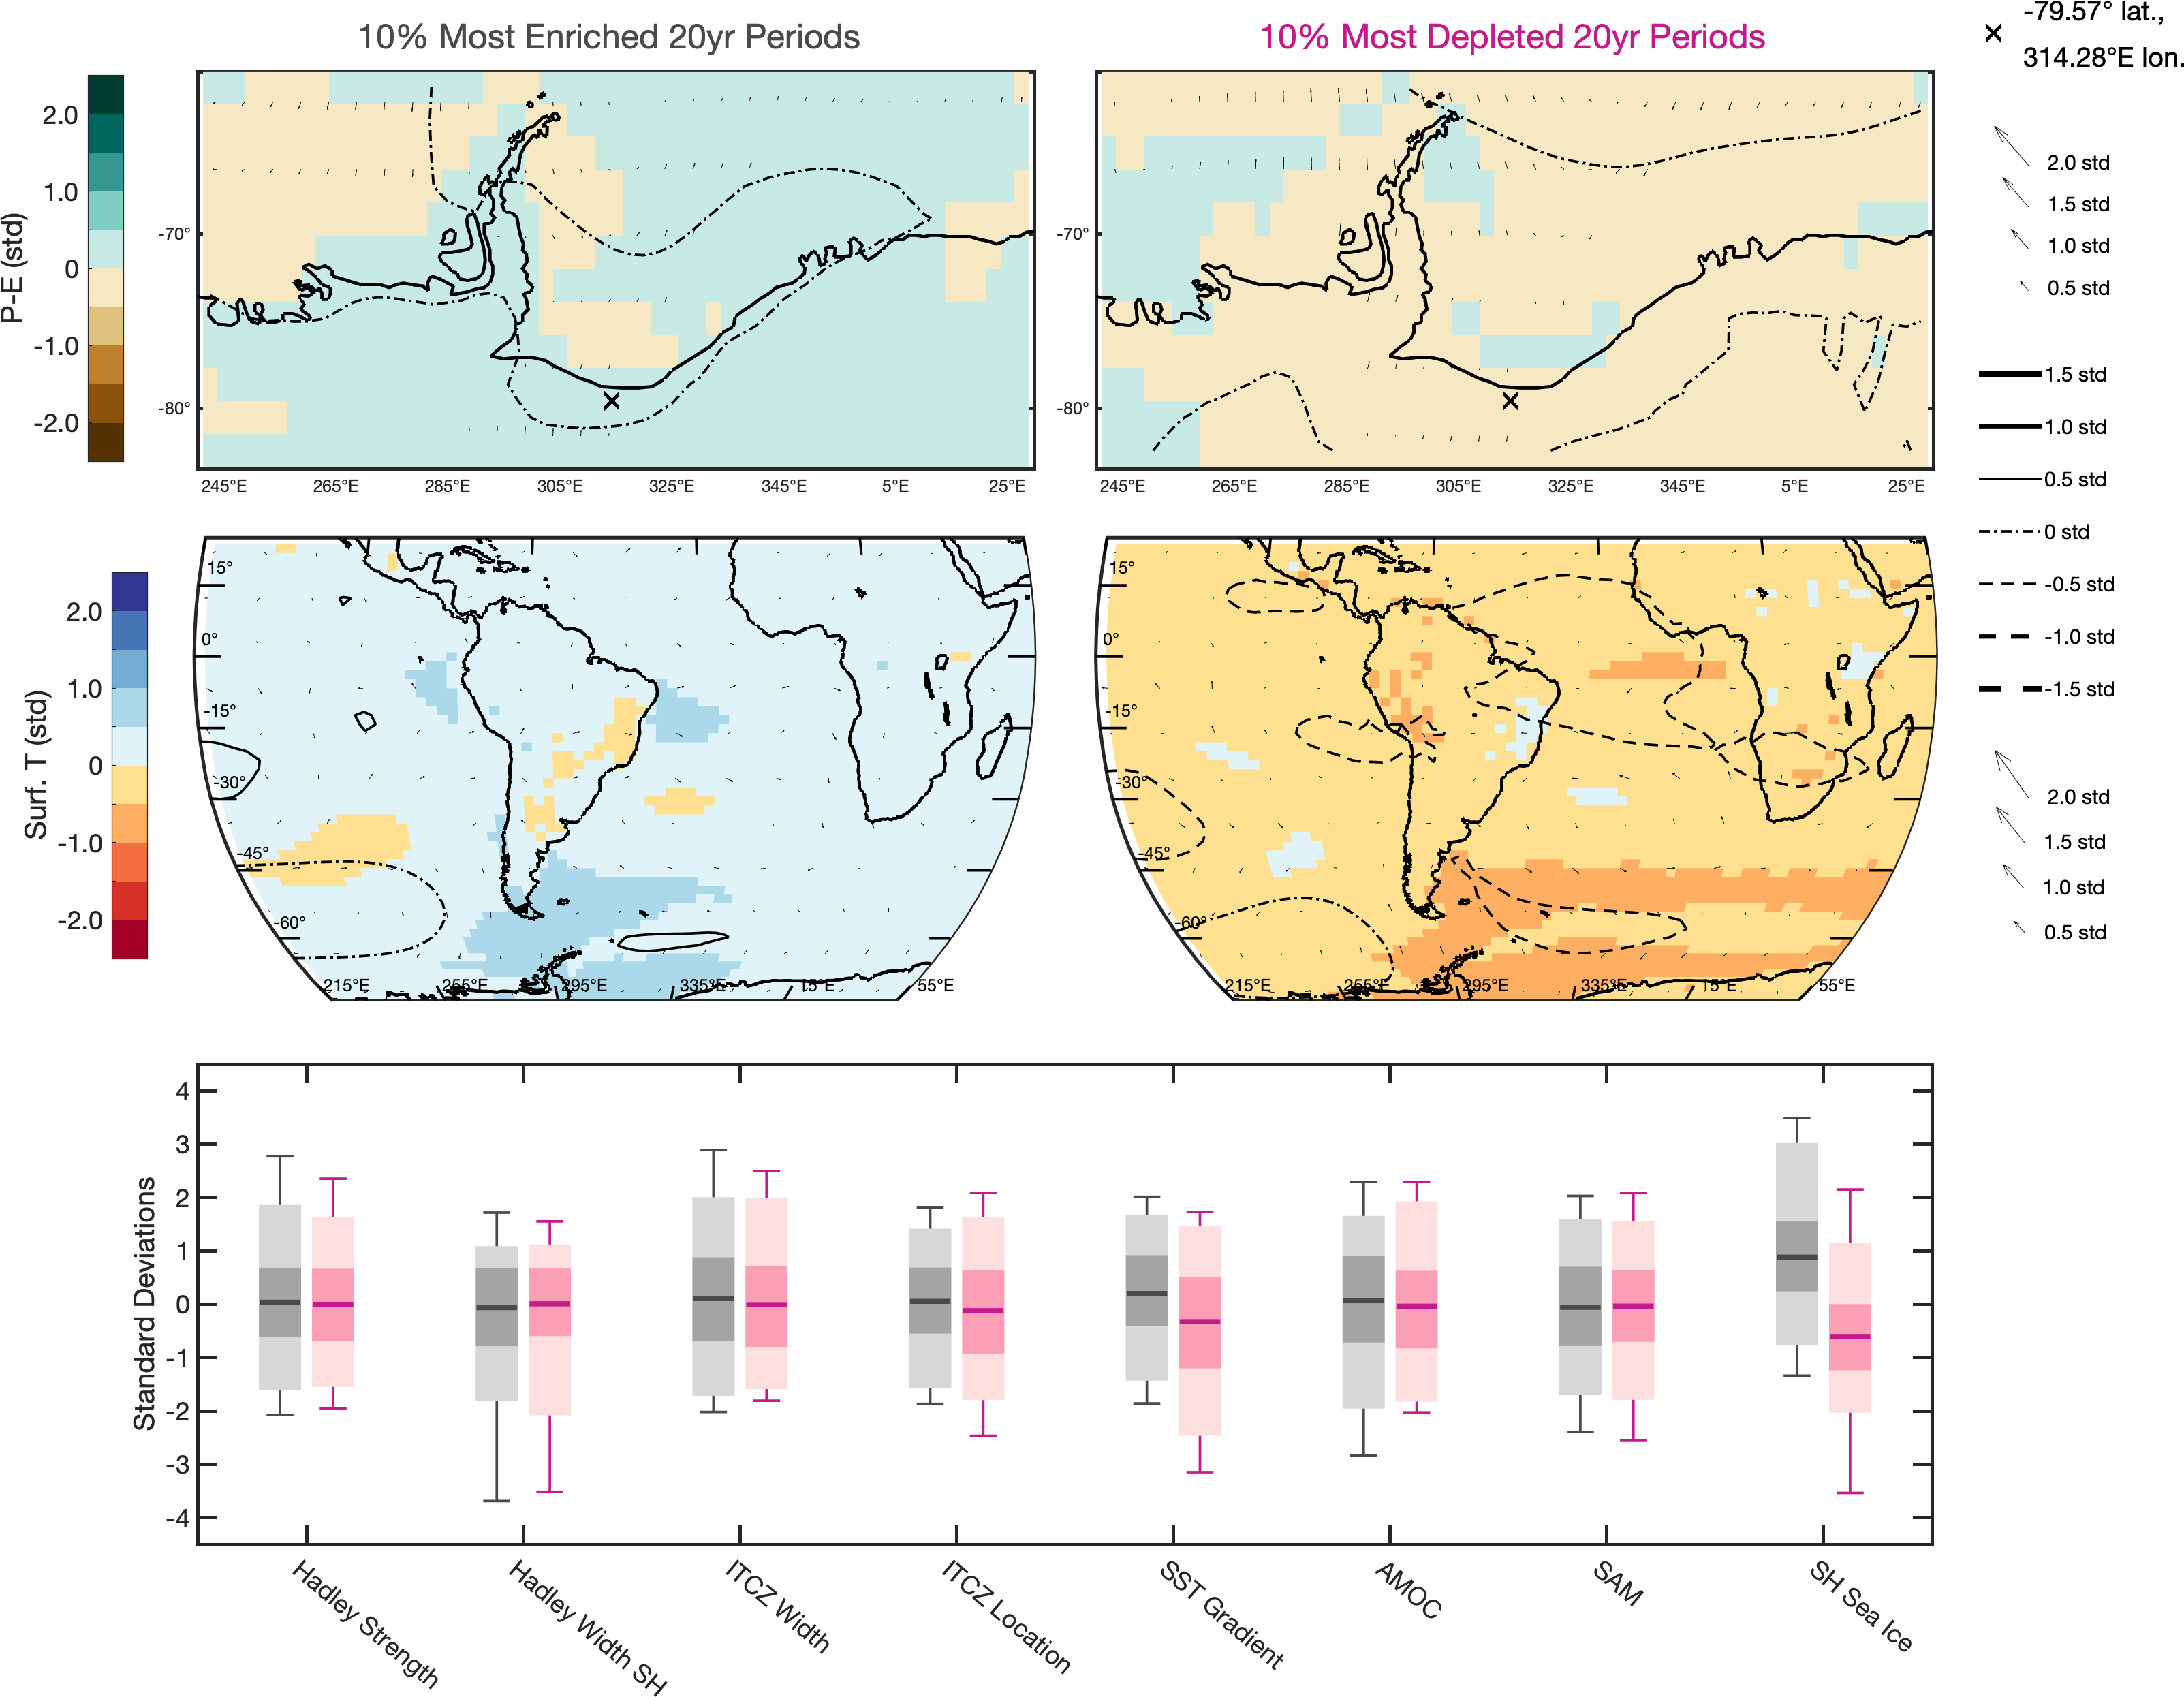 10% Most Enriched 20yr Periods
10% Most Depleted 20yr Periods
-79.57° lat.,
314.28°E lon.
P-E (std)
2.0
1.0
0
-1.0
-2.0
-70°
-80°
245°E 265°E 285°E 305°E 325°E 345°E 5°E 25°E
-70°
-80°
245°E 265°E 285°E 305°E 325°E 345°E 5°E 25°E
2.0 std
1.5 std
1.0 std
0.5 std
1.5 std
1.0 std
0.5 std
0 std
-0.5 std
-1.0 std
-1.5 std
Surf. T (std)
2.0
1.0
0
-1.0
-2.0
15°
0°
-15°
-30°
-45°
-60°
215°E 255°E 295°E 335°E 15°E 55°E
15°
0°
-15°
-30°
-45°
-60°
215°E 255°E 295°E 335°E 15°E 55°E
2.0 std
1.5 std
1.0 std
0.5 std
Standard Deviations
4
3
2
1
0
-1
-2
-3
-4
Hadley Strength
Hadley Width SH
ITCZ Width
ITCZ Location
SST Gradient
AMOC
SAM
SH Sea Ice